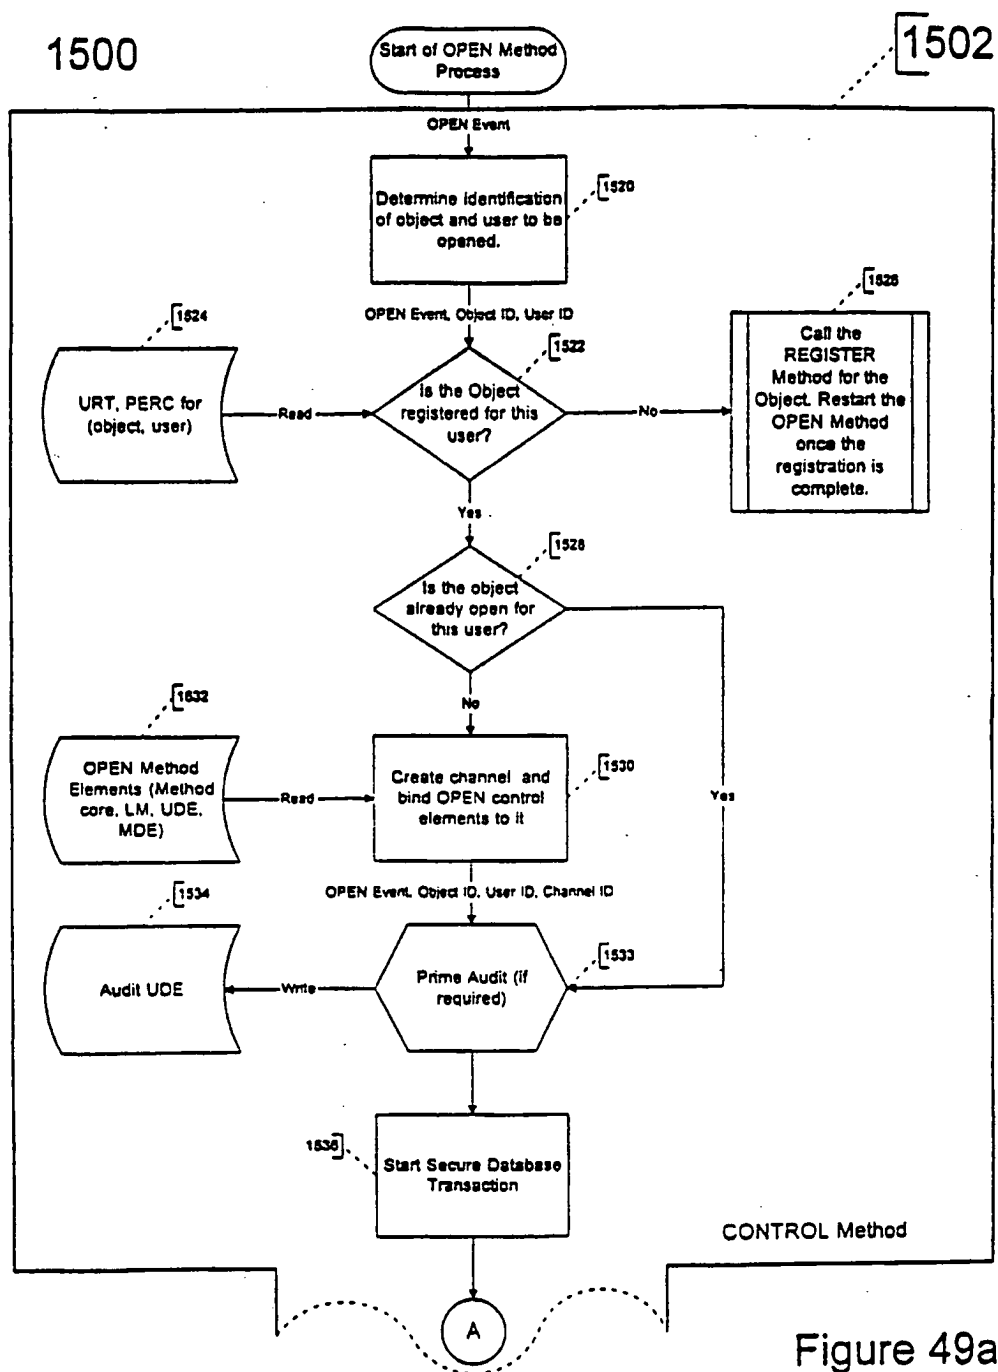 1500
1502
Start of OPEN Method
Process
OPEN Event
1520
Determine identification
of object and user to be
opened.
OPEN Event, Object ID, User ID
1524
1522
1526
URT, PERC for
(object, user)
Read
Is the Object
registered for this
user?
No
Call the
REGISTER
Method for the
Object. Restart the
OPEN Method
once the
registration is
complete.
Yes
1528
Is the object
already open for
this user?
No
Yes
1532
OPEN Method
Elements (Method
core, LM, UDE,
MDE)
Read
1530
Create channel and
bind OPEN control
elements to it
OPEN Event, Object ID, User ID, Channel ID
1534
1533
Audit UDE
Write
Prime Audit (if
required)
1536
Start Secure Database
Transaction
CONTROL Method
A
Figure 49a